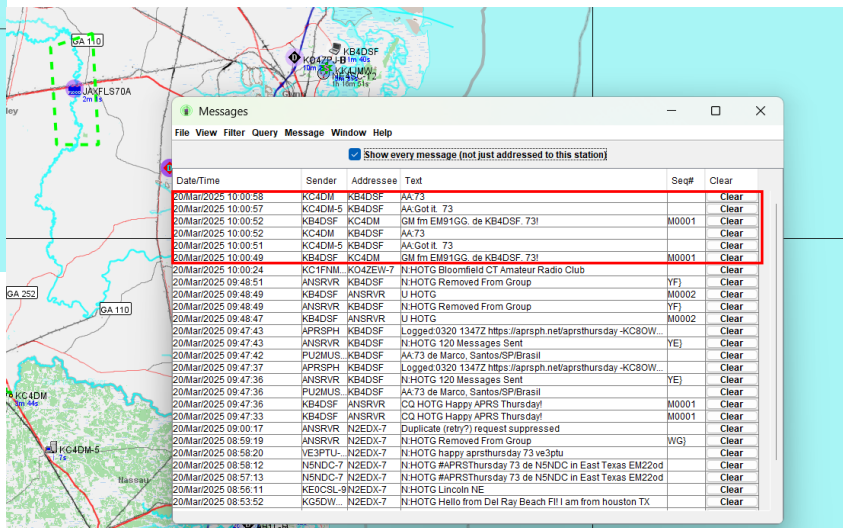 GA 110
KB4DSF
1m 40s
JAXFLS70A
Messages
File View Filter Query Message Window Help
Show every message (not just addressed to this station)
Date/Time Sender Addressee Text Seq# Clear
20/Mar/2025 10:00:58 KC4DM KB4DSF AA:73 Clear
20/Mar/2025 10:00:57 KC4DM-5 KB4DSF AA:Got it. 73 Clear
20/Mar/2025 10:00:52 KB4DSF KC4DM GM fm EM91GG. de KB4DSF. 73! M0001 Clear
20/Mar/2025 10:00:52 KC4DM KB4DSF AA:73 Clear
20/Mar/2025 10:00:51 KC4DM-5 KB4DSF AA:Got it. 73 Clear
20/Mar/2025 10:00:49 KB4DSF KC4DM GM fm EM91GG. de KB4DSF. 73! M0001 Clear
20/Mar/2025 10:00:24 KC1FNM... KO4ZEW-7 N:HOTG Bloomfield CT Amateur Radio Club Clear
20/Mar/2025 09:48:51 ANSRVR KB4DSF N:HOTG Removed From Group YF} Clear
20/Mar/2025 09:48:49 KB4DSF ANSRVR U HOTG M0002 Clear
20/Mar/2025 09:48:49 ANSRVR KB4DSF N:HOTG Removed From Group YF} Clear
20/Mar/2025 09:48:47 KB4DSF ANSRVR U HOTG M0002 Clear
20/Mar/2025 09:47:43 APRSPH KB4DSF Logged:0320 1347Z https://aprsph.net/aprsthursday -KC8OW... Clear
20/Mar/2025 09:47:43 ANSRVR KB4DSF N:HOTG 120 Messages Sent YE} Clear
20/Mar/2025 09:47:42 PU2MUS... KB4DSF AA:73 de Marco, Santos/SP/Brasil Clear
20/Mar/2025 09:47:37 APRSPH KB4DSF Logged:0320 1347Z https://aprsph.net/aprsthursday -KC8OW... Clear
20/Mar/2025 09:47:36 ANSRVR KB4DSF N:HOTG 120 Messages Sent YE} Clear
20/Mar/2025 09:47:36 PU2MUS... KB4DSF AA:73 de Marco, Santos/SP/Brasil Clear
20/Mar/2025 09:47:36 KB4DSF ANSRVR CQ HOTG Happy APRS Thursday! M0001 Clear
20/Mar/2025 09:47:33 KB4DSF ANSRVR CQ HOTG Happy APRS Thursday! M0001 Clear
20/Mar/2025 09:00:17 ANSRVR N2EDX-7 Duplicate (retry?) request suppressed Clear
20/Mar/2025 08:59:19 ANSRVR N2EDX-7 N:HOTG Removed From Group WG} Clear
20/Mar/2025 08:58:20 VE3PTU-... N2EDX-7 N:HOTG happy aprsthursday 73 ve3ptu Clear
20/Mar/2025 08:58:12 N5NDC-7 N2EDX-7 N:HOTG #APRSThursday 73 de N5NDC in East Texas EM22od Clear
20/Mar/2025 08:57:13 N5NDC-7 N2EDX-7 N:HOTG #APRSThursday 73 de N5NDC in East Texas EM22od Clear
20/Mar/2025 08:56:11 KE0CSL-9 N2EDX-7 N:HOTG Lincoln NE Clear
20/Mar/2025 08:53:52 KG5DW... N2EDX-7 N:HOTG Hello from Del Ray Beach Fl! I am from houston TX Clear
GA 252
GA 110
KC4DM
3m 44s
KC4DM-5
7s
Nassau